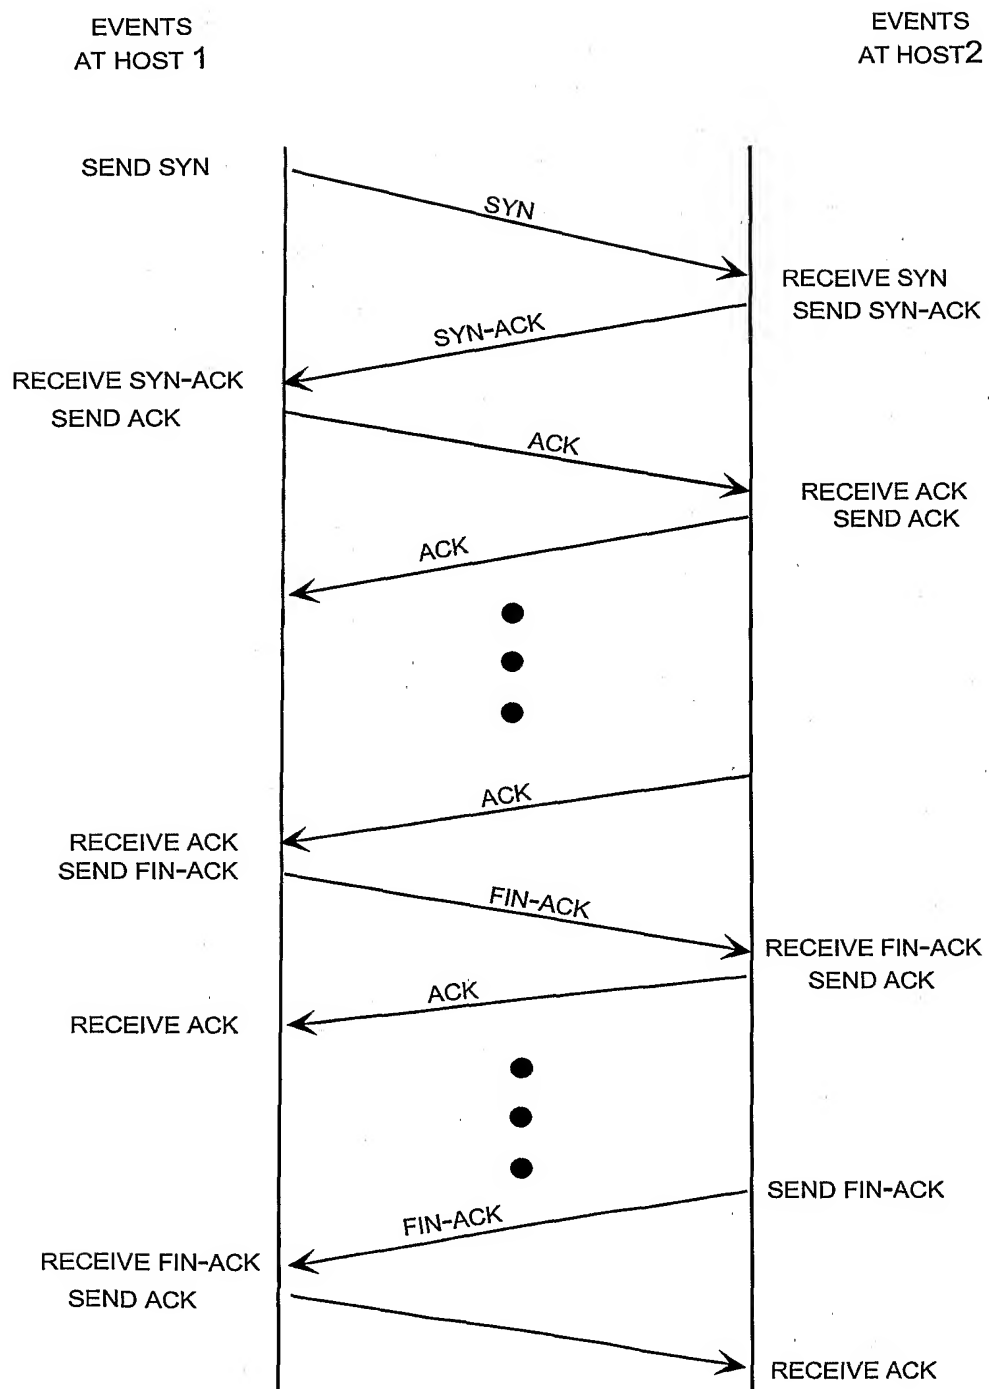 EVENTS
AT HOST 1
EVENTS
AT HOST2
SEND SYN
SYN
RECEIVE SYN
SEND SYN-ACK
SYN-ACK
RECEIVE SYN-ACK
SEND ACK
ACK
RECEIVE ACK
SEND ACK
ACK
ACK
RECEIVE ACK
SEND FIN-ACK
FIN-ACK
RECEIVE FIN-ACK
SEND ACK
ACK
RECEIVE ACK
SEND FIN-ACK
FIN-ACK
RECEIVE FIN-ACK
SEND ACK
RECEIVE ACK